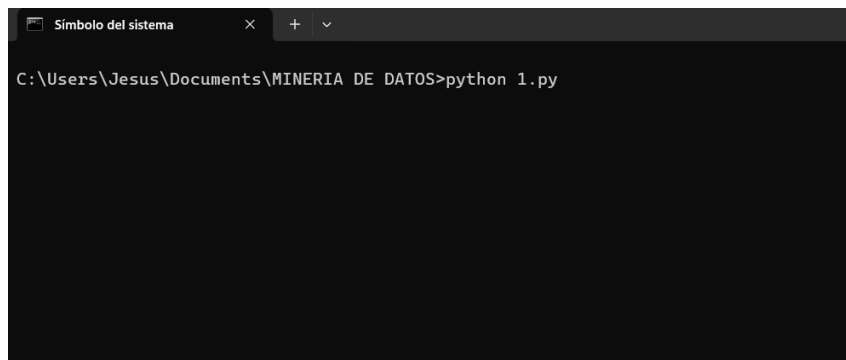 Símbolo del sistema
C:\Users\Jesus\Documents\MINERIA DE DATOS>python 1.py